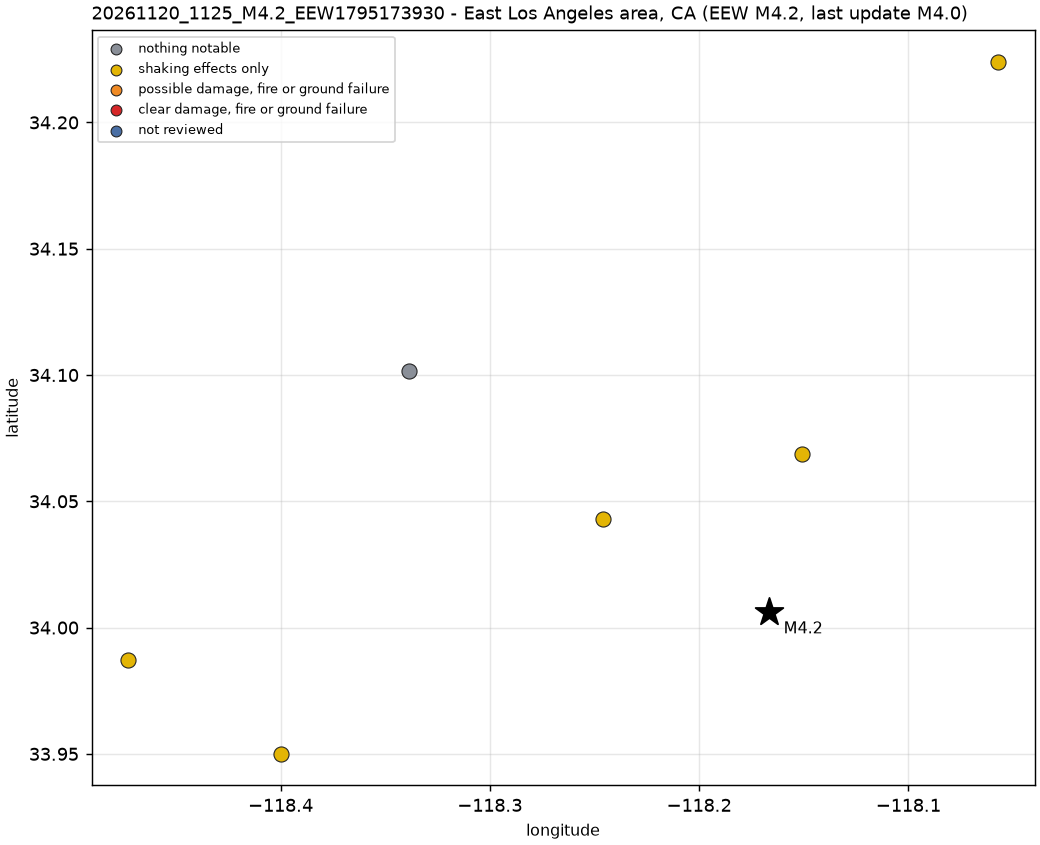 20261120_1125_M4.2_EEW1795173930 - East Los Angeles area, CA (EEW M4.2, last update M4.0)
nothing notable
shaking effects only
possible damage, fire or ground failure
clear damage, fire or ground failure
not reviewed
34.20
34.15
34.10
34.05
34.00
33.95
latitude
M4.2
−118.4
−118.3
−118.2
−118.1
longitude